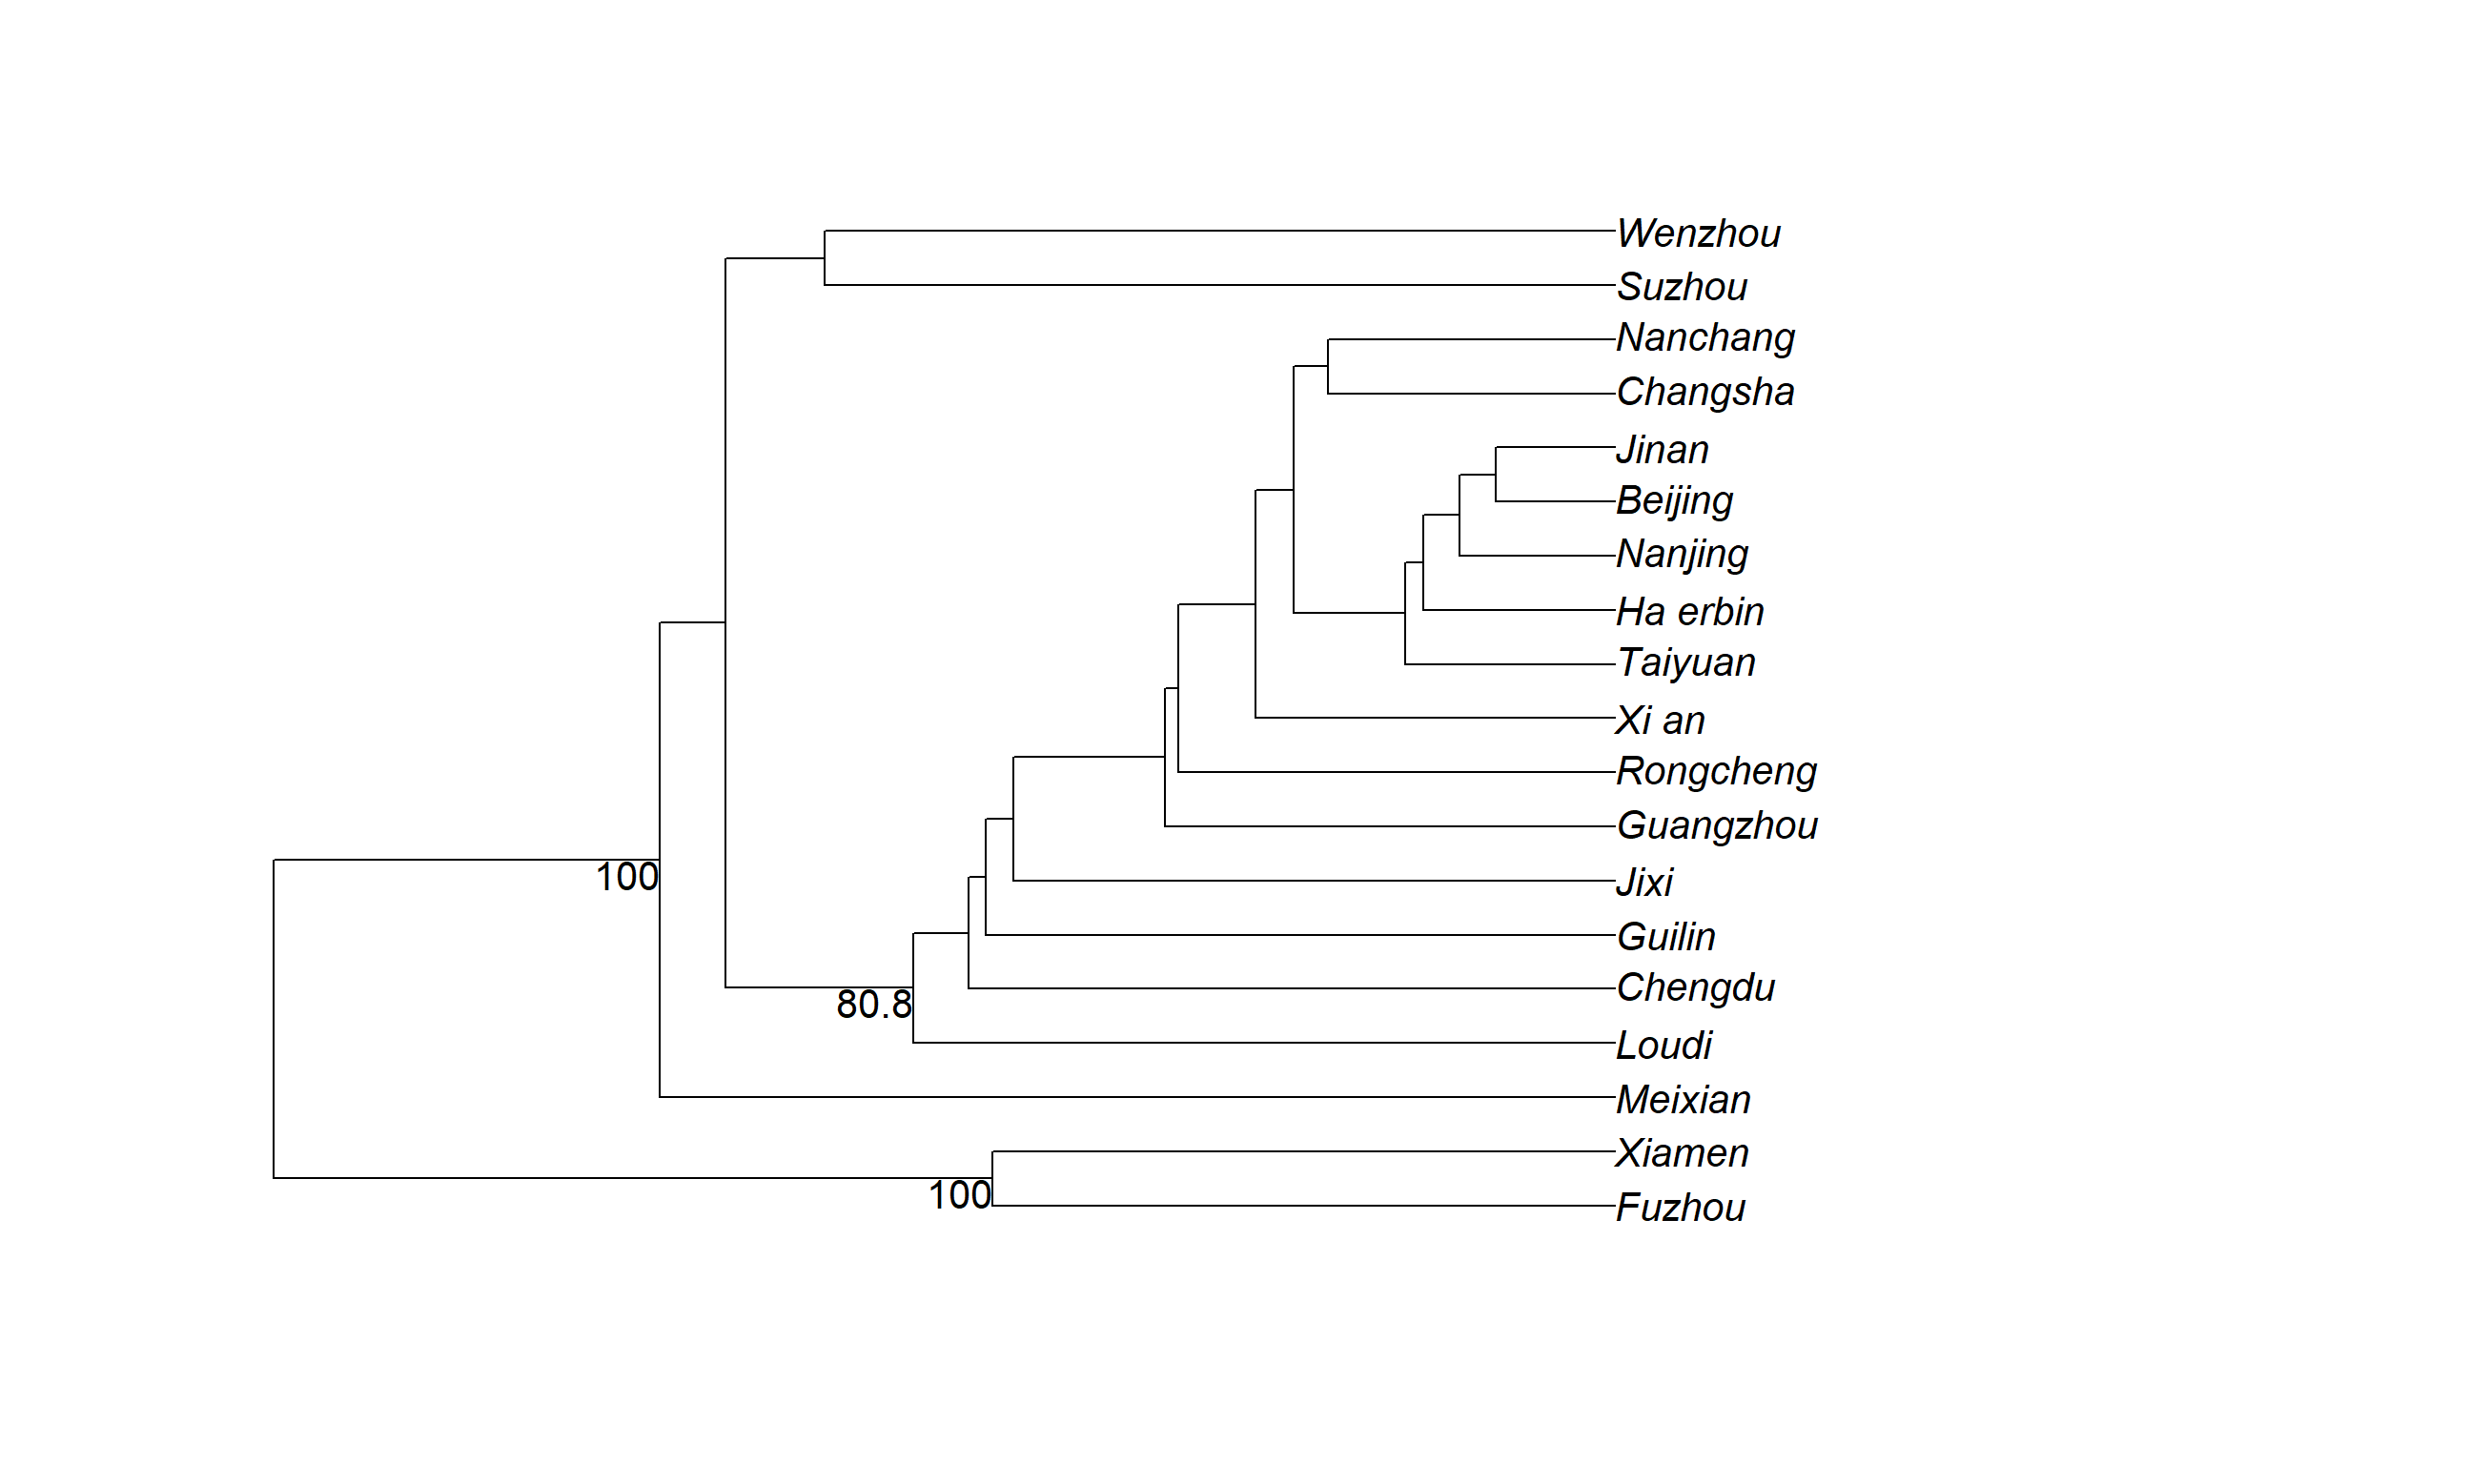 Wenzhou
Suzhou
Nanchang
Changsha
Jinan
Beijing
Nanjing
Ha erbin
Taiyuan
Xi an
Rongcheng
Guangzhou
100
Jixi
Guilin
Chengdu
80.8
Loudi
Meixian
Xiamen
100
Fuzhou